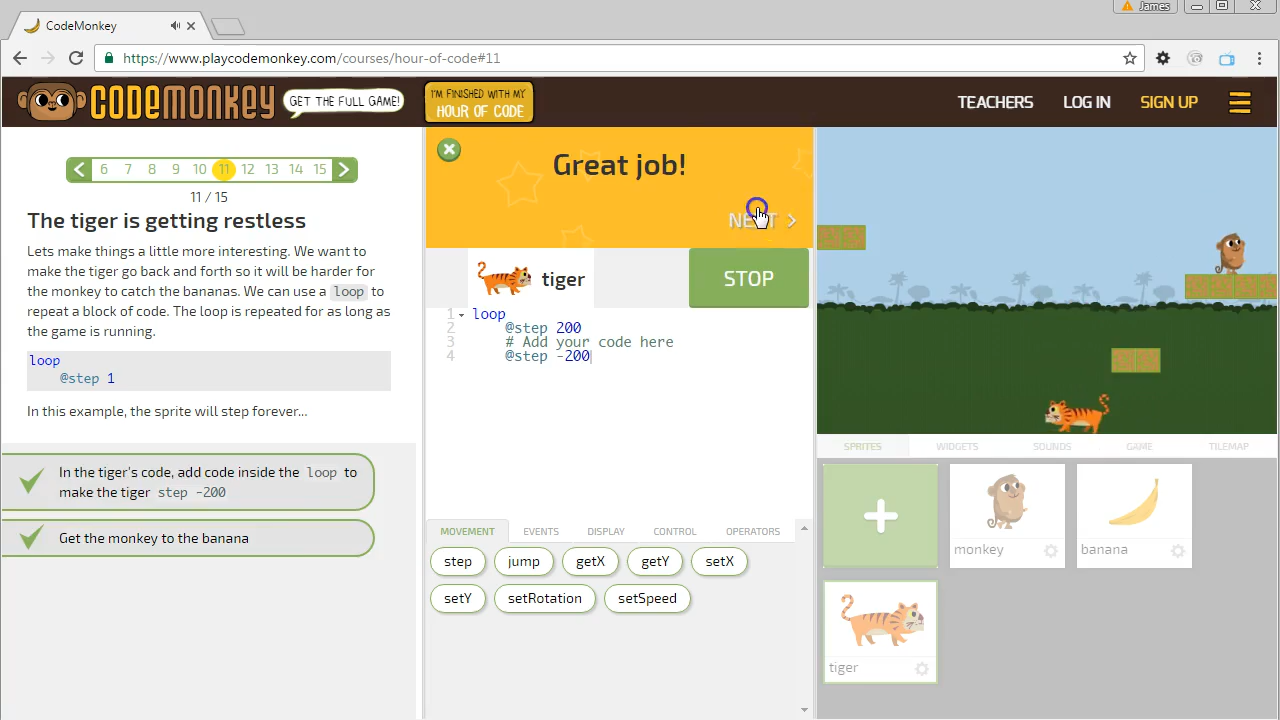 CodeMonkey
James
https://www.playcodemonkey.com/courses/hour-of-code#11
CODEMONKEY
GET THE FULL GAME!
I'M FINISHED WITH MY
HOUR OF CODE
TEACHERS
LOG IN
SIGN UP
6 7 8 9 10 11 12 13 14 15
11 / 15
The tiger is getting restless
Lets make things a little more interesting. We want to
make the tiger go back and forth so it will be harder for
the monkey to catch the bananas. We can use a loop to
repeat a block of code. The loop is repeated for as long as
the game is running.
loop
@step 1
In this example, the sprite will step forever...
In the tiger's code, add code inside the loop to
make the tiger step -200
Get the monkey to the banana
Great job!
NEXT
tiger
STOP
1 loop
2 @step 200
3 # Add your code here
4 @step -200
MOVEMENT EVENTS DISPLAY CONTROL OPERATORS
step jump getX getY setX
setY setRotation setSpeed
SPRITES WIDGETS SOUNDS GAME TILEMAP
monkey
banana
tiger